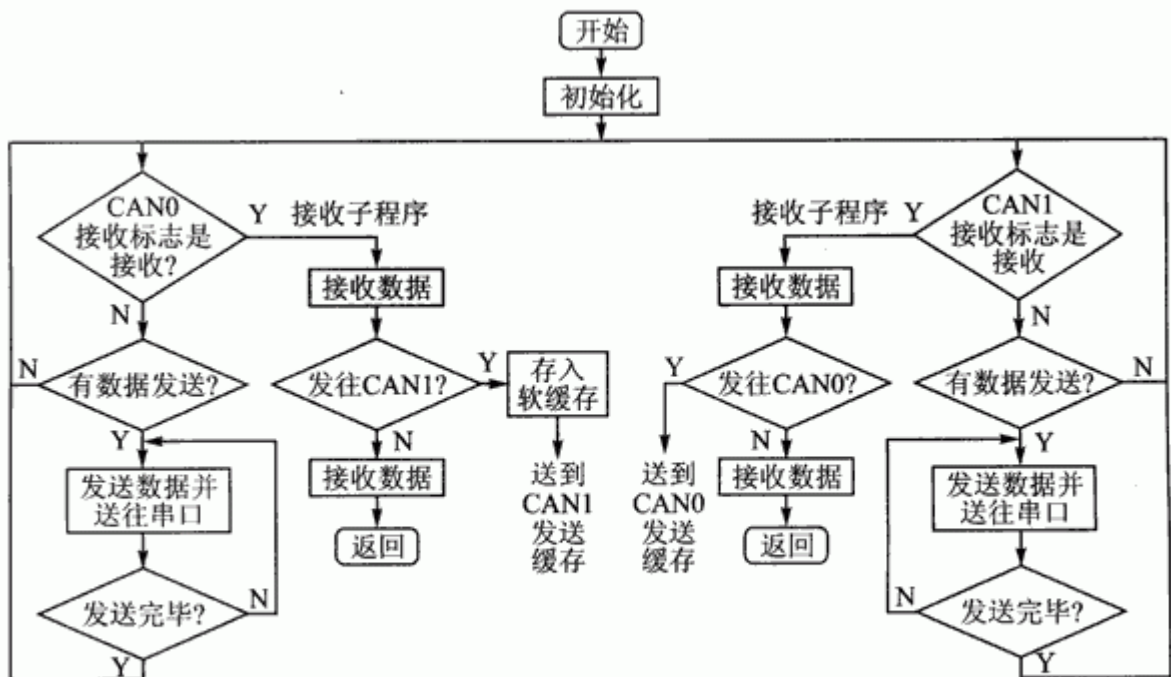 开始
初始化
CAN0
接收标志是
接收?
Y
接收子程序
接收数据
N
有数据发送?
N
Y
发送数据并
送往串口
发送完毕?
N
Y
发往CAN1?
Y
存入
软缓存
送到
CAN1
发送
缓存
N
接收数据
返回
CAN1
接收标志是
接收
Y
接收子程序
接收数据
发往CAN0?
Y
送到
CAN0
发送
缓存
N
接收数据
返回
N
有数据发送?
N
Y
发送数据并
送往串口
发送完毕?
N
Y